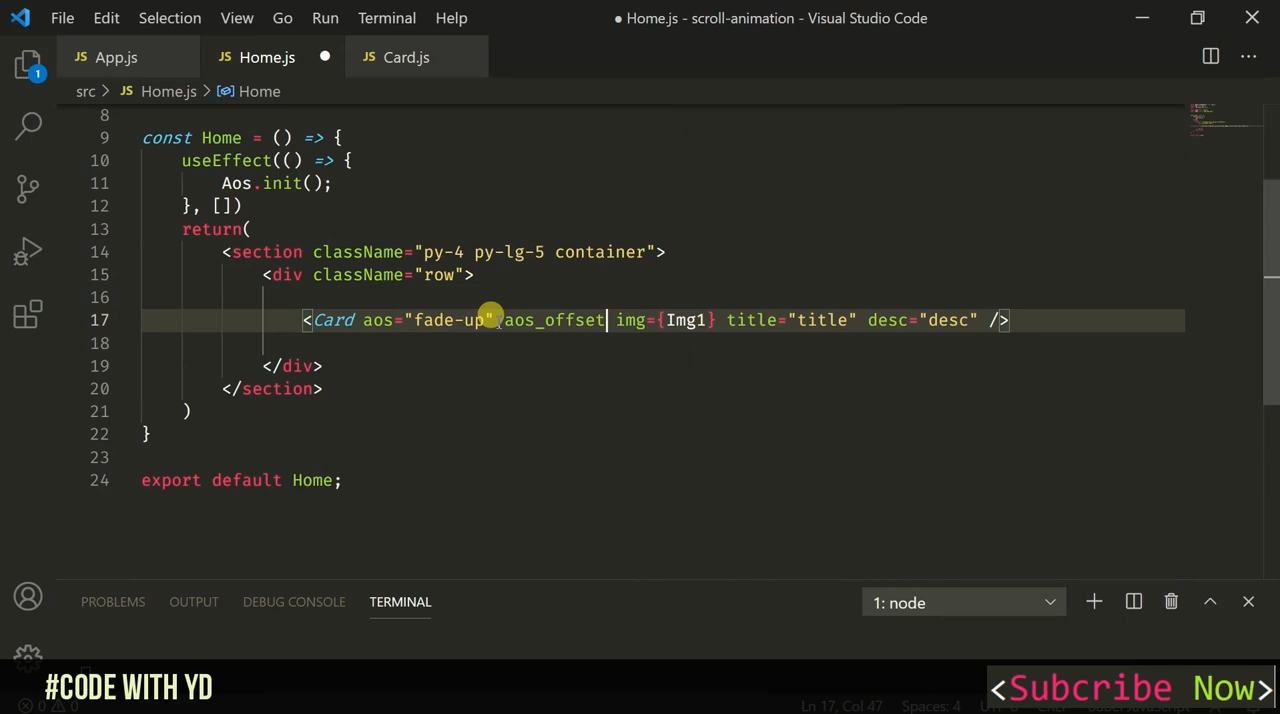 File Edit Selection View Go Run Terminal Help
● Home.js - scroll-animation - Visual Studio Code
JS App.js
JS Home.js ●
JS Card.js
1
src > JS Home.js > Home
8
9 const Home = () => {
10 useEffect(() => {
11 Aos.init();
12 }, [])
13 return(
14 <section className="py-4 py-lg-5 container">
15 <div className="row">
16
17 <Card aos="fade-up" aos_offset img={Img1} title="title" desc="desc" />
18
19 </div>
20 </section>
21 )
22 }
23
24 export default Home;
PROBLEMS OUTPUT DEBUG CONSOLE TERMINAL
1: node
#CODE WITH YD
<Subcribe Now>
0 0
Ln 17, Col 47 Spaces: 4